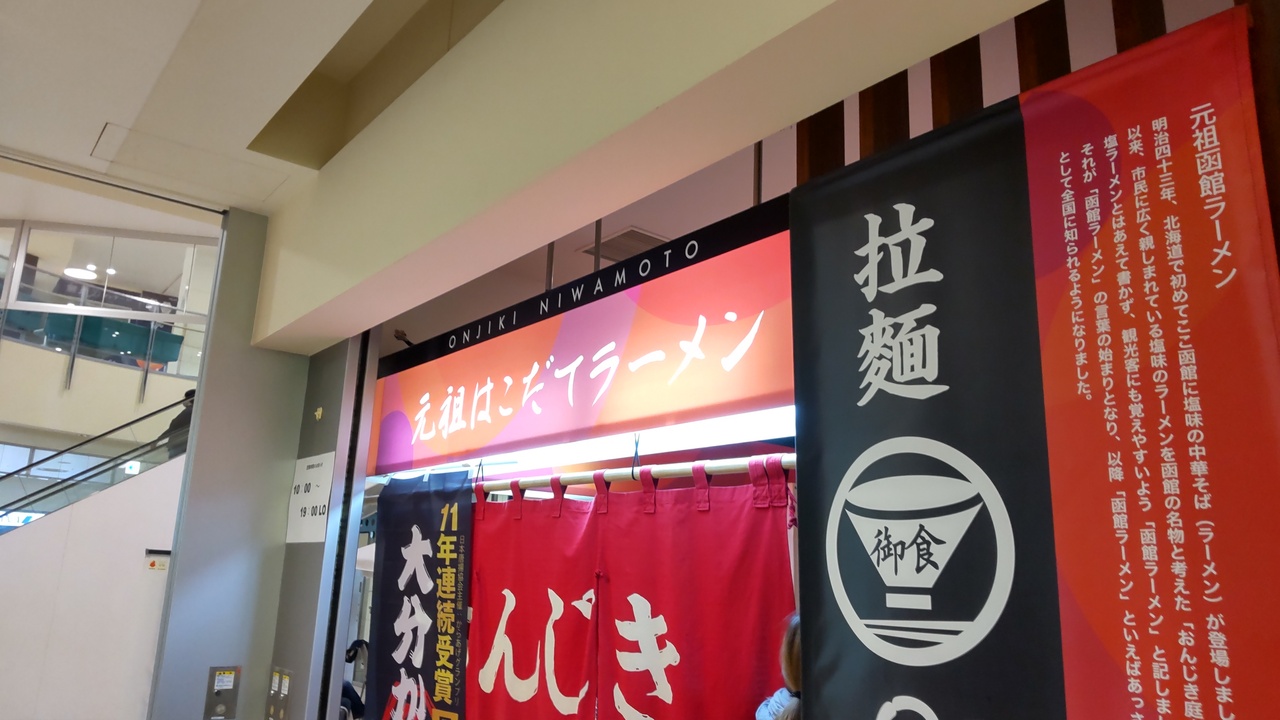 ONJIKI NIWAMOTO
元祖はこだてラーメン
10:00 ～
19:00 LO
11年連続受賞
大分か
んじき
拉麺
御食
元祖函館ラーメン
明治四十三年、北海道で初めてここ函館に塩味の中華そば（ラーメン）が登場しまし
以来、市民に広く親しまれている塩味のラーメンを函館の名物と考えた「おんじき庭
塩ラーメンとはあえて書かず、観光客にも覚えやすいよう「函館ラーメン」と記しま
それが「函館ラーメン」の言葉の始まりとなり、以降「函館ラーメン」といえばあっさ
として全国に知られるようになりました。